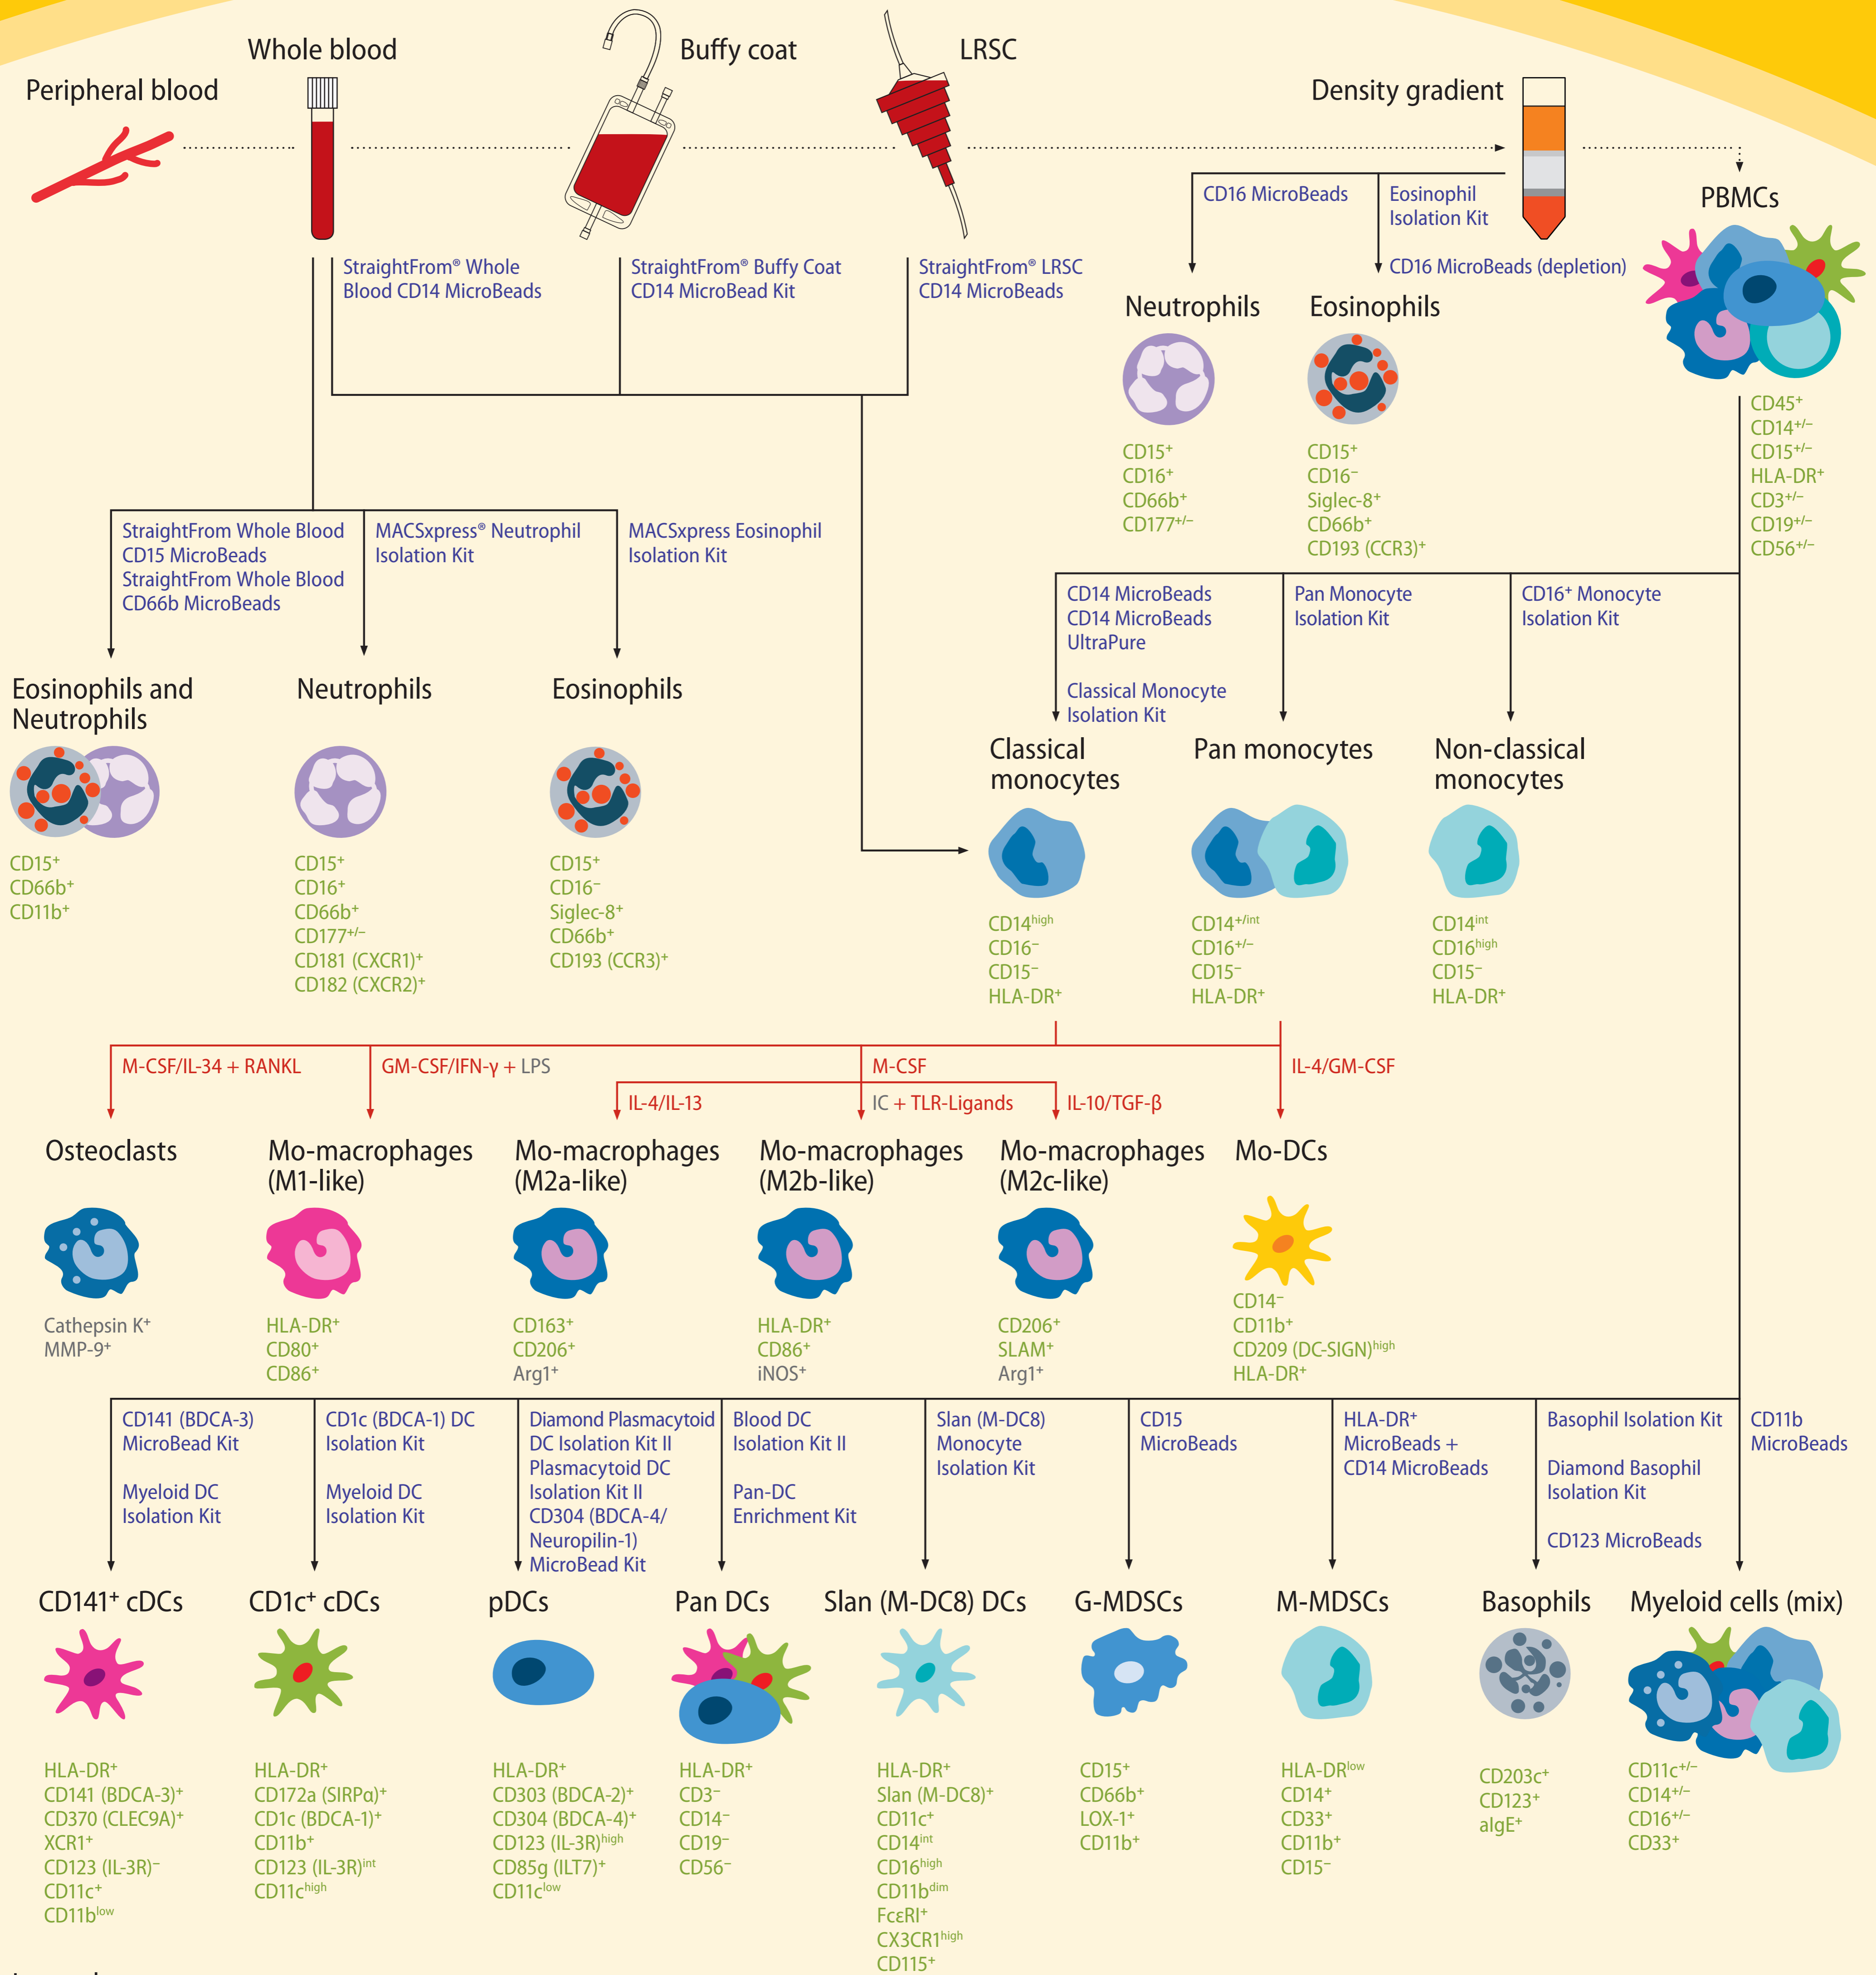 Peripheral blood
Whole blood
Buffy coat
LRSC
Density gradient
PBMCs
CD16 MicroBeads
Eosinophil
Isolation Kit
CD16 MicroBeads (depletion)
StraightFrom® Whole
Blood CD14 MicroBeads
StraightFrom® Buffy Coat
CD14 MicroBead Kit
StraightFrom® LRSC
CD14 MicroBeads
Neutrophils
CD15⁺
CD16⁺
CD66b⁺
CD177⁺/⁻
Eosinophils
CD15⁺
CD16⁻
Siglec-8⁺
CD66b⁺
CD193 (CCR3)⁺
CD45⁺
CD14⁺/⁻
CD15⁺/⁻
HLA-DR⁺
CD3⁺/⁻
CD19⁺/⁻
CD56⁺/⁻
StraightFrom Whole Blood
CD15 MicroBeads
StraightFrom Whole Blood
CD66b MicroBeads
MACSxpress® Neutrophil
Isolation Kit
MACSxpress Eosinophil
Isolation Kit
CD14 MicroBeads
CD14 MicroBeads
UltraPure
Classical Monocyte
Isolation Kit
Pan Monocyte
Isolation Kit
CD16⁺ Monocyte
Isolation Kit
Eosinophils and
Neutrophils
CD15⁺
CD66b⁺
CD11b⁺
Neutrophils
CD15⁺
CD16⁺
CD66b⁺
CD177⁺/⁻
CD181 (CXCR1)⁺
CD182 (CXCR2)⁺
Eosinophils
CD15⁺
CD16⁻
Siglec-8⁺
CD66b⁺
CD193 (CCR3)⁺
Classical
monocytes
CD14high
CD16⁻
CD15⁻
HLA-DR⁺
Pan monocytes
CD14⁺/int
CD16⁺/⁻
CD15⁻
HLA-DR⁺
Non-classical
monocytes
CD14int
CD16high
CD15⁻
HLA-DR⁺
M-CSF/IL-34 + RANKL
GM-CSF/IFN-γ + LPS
M-CSF
IL-4/GM-CSF
IL-4/IL-13
IC + TLR-Ligands
IL-10/TGF-β
Osteoclasts
Cathepsin K⁺
MMP-9⁺
Mo-macrophages
(M1-like)
HLA-DR⁺
CD80⁺
CD86⁺
Mo-macrophages
(M2a-like)
CD163⁺
CD206⁺
Arg1⁺
Mo-macrophages
(M2b-like)
HLA-DR⁺
CD86⁺
iNOS⁺
Mo-macrophages
(M2c-like)
CD206⁺
SLAM⁺
Arg1⁺
Mo-DCs
CD14⁻
CD11b⁺
CD209 (DC-SIGN)high
HLA-DR⁺
CD141 (BDCA-3)
MicroBead Kit
Myeloid DC
Isolation Kit
CD1c (BDCA-1) DC
Isolation Kit
Myeloid DC
Isolation Kit
Diamond Plasmacytoid
DC Isolation Kit II
Plasmacytoid DC
Isolation Kit II
CD304 (BDCA-4/
Neuropilin-1)
MicroBead Kit
Blood DC
Isolation Kit II
Pan-DC
Enrichment Kit
Slan (M-DC8)
Monocyte
Isolation Kit
CD15
MicroBeads
HLA-DR⁺
MicroBeads +
CD14 MicroBeads
Basophil Isolation Kit
Diamond Basophil
Isolation Kit
CD123 MicroBeads
CD11b
MicroBeads
CD141⁺ cDCs
HLA-DR⁺
CD141 (BDCA-3)⁺
CD370 (CLEC9A)⁺
XCR1⁺
CD123 (IL-3R)⁻
CD11c⁺
CD11blow
CD1c⁺ cDCs
HLA-DR⁺
CD172a (SIRPα)⁺
CD1c (BDCA-1)⁺
CD11b⁺
CD123 (IL-3R)int
CD11chigh
pDCs
HLA-DR⁺
CD303 (BDCA-2)⁺
CD304 (BDCA-4)⁺
CD123 (IL-3R)high
CD85g (ILT7)⁺
CD11clow
Pan DCs
HLA-DR⁺
CD3⁻
CD14⁻
CD19⁻
CD56⁻
Slan (M-DC8) DCs
HLA-DR⁺
Slan (M-DC8)⁺
CD11c⁺
CD14int
CD16high
CD11bdim
FcεRI⁺
CX3CR1high
CD115⁺
G-MDSCs
CD15⁺
CD66b⁺
LOX-1⁺
CD11b⁺
M-MDSCs
HLA-DRlow
CD14⁺
CD33⁺
CD11b⁺
CD15⁻
Basophils
CD203c⁺
CD123⁺
aIgE⁺
Myeloid cells (mix)
CD11c⁺/⁻
CD14⁺/⁻
CD16⁺/⁻
CD33⁺